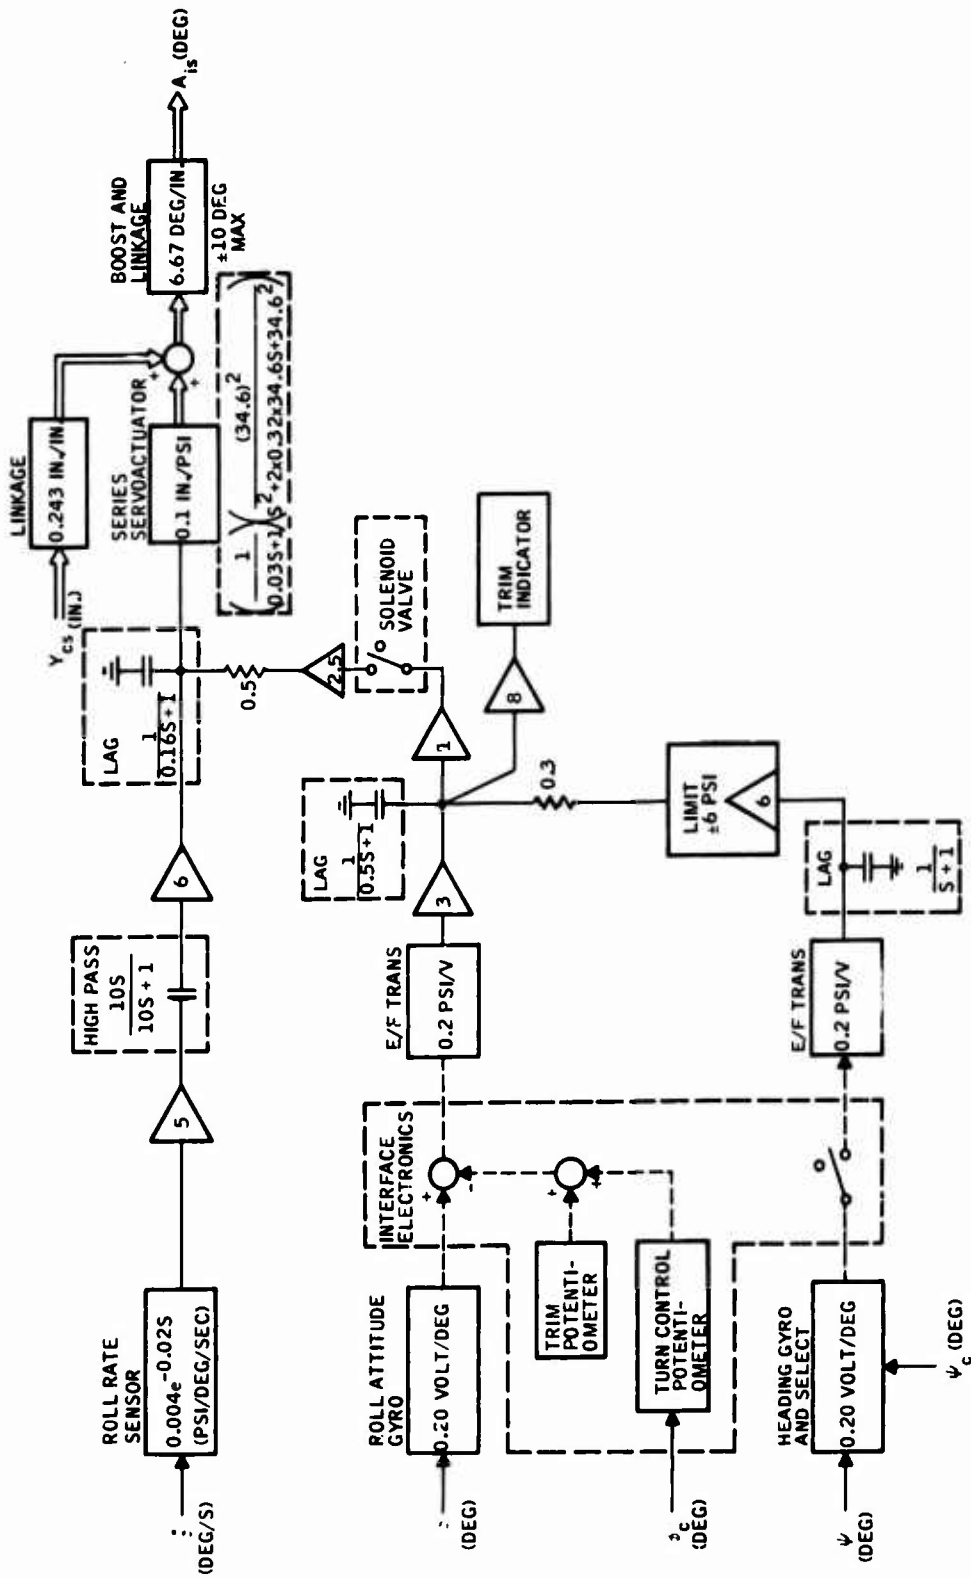 ROLL RATE
SENSOR
0.004e^-0.02S
(PSI/DEG/SEC)
(DEG/S)
5
HIGH PASS
10S
10S + 1
6
LAG
1
0.16S + 1
Y_cs (IN.)
LINKAGE
0.243 IN./IN.
SERIES
SERVOACTUATOR
0.1 IN./PSI
+
+
BOOST AND
LINKAGE
6.67 DEG/IN.
±10 DEG
MAX
A_is (DEG)
1
0.03S+1
(34.6)^2
S^2+2x0.32x34.6S+34.6^2
0.5
2.5
SOLENOID
VALVE
ROLL ATTITUDE
GYRO
0.20 VOLT/DEG
(DEG)
INTERFACE
ELECTRONICS
+
-
E/F TRANS
0.2 PSI/V
3
LAG
1
0.5S + 1
1
8
TRIM
INDICATOR
0.3
TRIM
POTENTI-
OMETER
+
+
TURN CONTROL
POTENTI-
OMETER
c
(DEG)
LIMIT
±6 PSI
6
HEADING GYRO
AND SELECT
0.20 VOLT/DEG
ψ
(DEG)
ψ_c (DEG)
E/F TRANS
0.2 PSI/V
LAG
1
S + 1